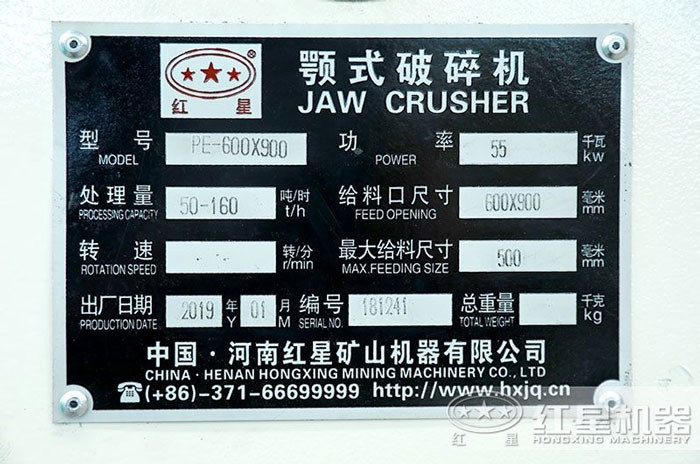 红 星
颚式破碎机
JAW CRUSHER
型 号 PE-600X900 功 率 55 千瓦
MODEL POWER kw
处理量 50-160 吨/时 给料口尺寸 600X900 毫米
PROCESSING CAPACITY t/h FEED OPENING mm
转 速 转/分 最大给料尺寸 500 毫米
ROTATION SPEED r/min MAX.FEEDING SIZE mm
出厂日期 2019 年 01 月 编号 181241 总重量 千克
PRODUCTION DATE Y M SERIAL NO. TOTAL WEIGHT kg
中国·河南红星矿山机器有限公司
CHINA · HENAN HONGXING MINING MACHINERY CO., LTD
☎(+86)-371-66699999 http://www.hxjq.cn
红 星 红星机器
HONGXING MACHINERY